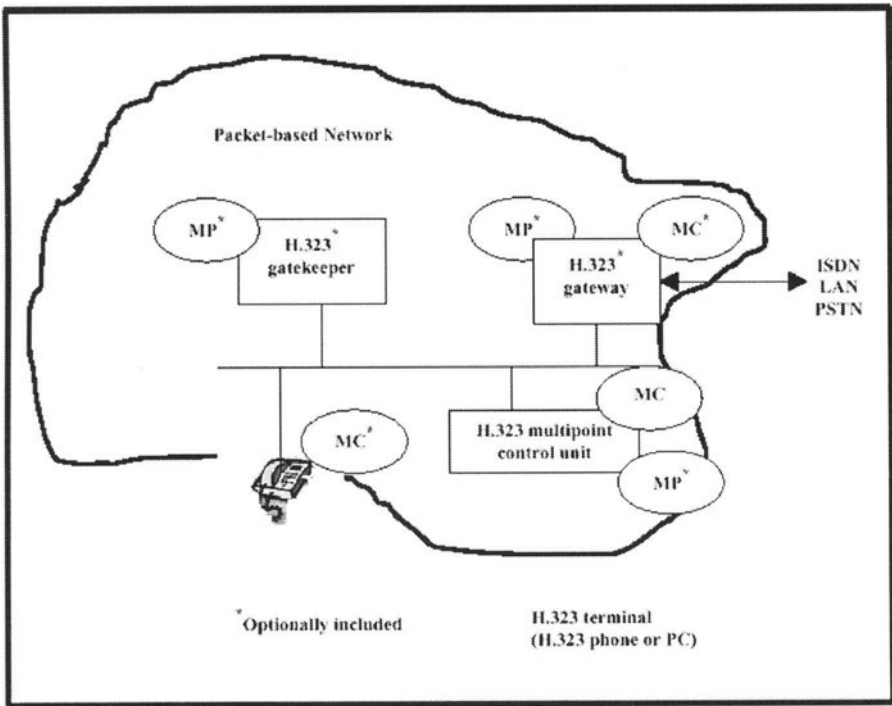 Packet-based Network
MP*
H.323*
gatekeeper
MP*
MC*
H.323*
gateway
ISDN
LAN
PSTN
MC
MC*
H.323 multipoint
control unit
MP*
*Optionally included
H.323 terminal
(H.323 phone or PC)